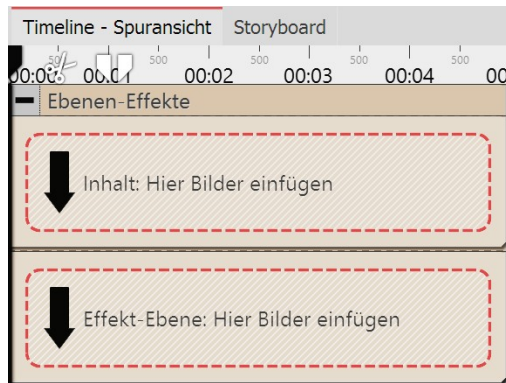 Timeline - Spuransicht Storyboard
500 500 500 500 500
00:00 00:01 00:02 00:03 00:04 00
Ebenen-Effekte
Inhalt: Hier Bilder einfügen
Effekt-Ebene: Hier Bilder einfügen